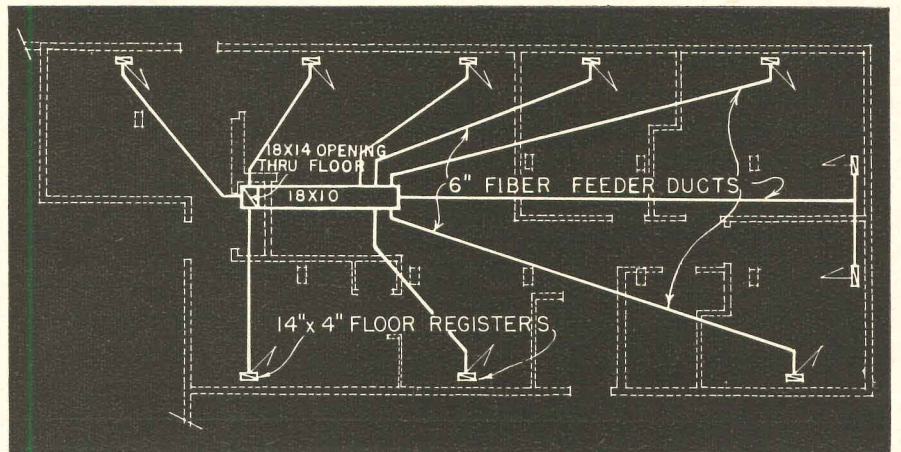 18X14 OPENING
THRU FLOOR
18X10
6" FIBER FEEDER DUCTS
14"x 4" FLOOR REGISTERS